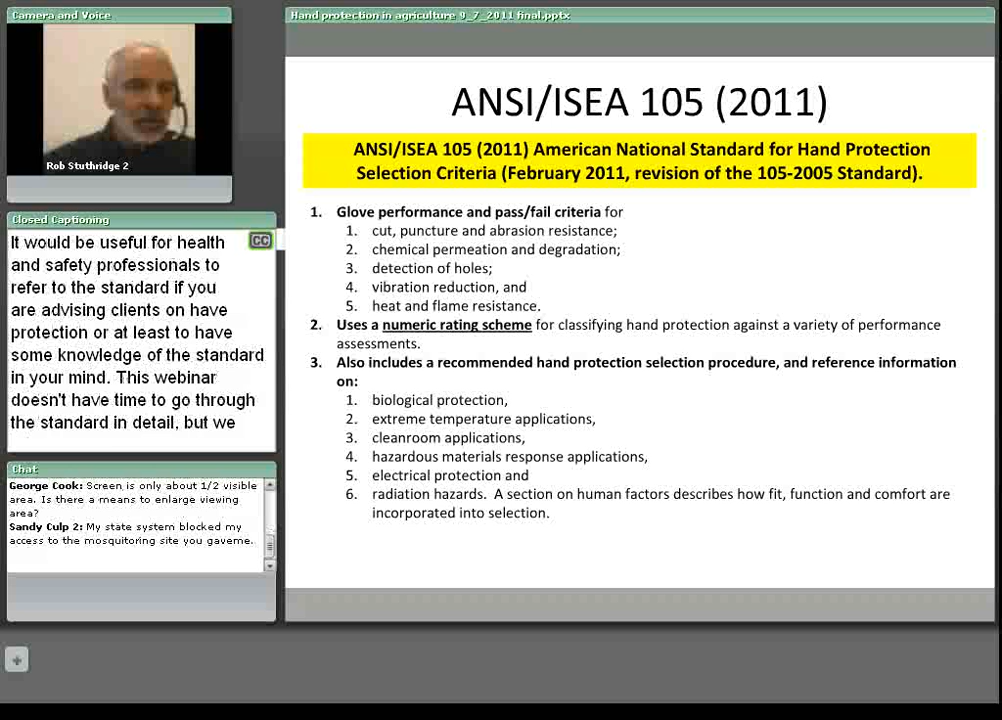 Camera and Voice
Rob Stuthridge 2
Closed Captioning
CC
It would be useful for health
and safety professionals to
refer to the standard if you
are advising clients on have
protection or at least to have
some knowledge of the standard
in your mind. This webinar
doesn't have time to go through
the standard in detail, but we
Chat
George Cook: Screen is only about 1/2 visible
area. Is there a means to enlarge viewing
area?
Sandy Culp 2: My state system blocked my
access to the mosquitoring site you gaveme.
Hand protection in agriculture 9_7_2011 final.pptx
ANSI/ISEA 105 (2011)
ANSI/ISEA 105 (2011) American National Standard for Hand Protection
Selection Criteria (February 2011, revision of the 105-2005 Standard).
1. Glove performance and pass/fail criteria for
1. cut, puncture and abrasion resistance;
2. chemical permeation and degradation;
3. detection of holes;
4. vibration reduction, and
5. heat and flame resistance.
2. Uses a numeric rating scheme for classifying hand protection against a variety of performance
assessments.
3. Also includes a recommended hand protection selection procedure, and reference information
on:
1. biological protection,
2. extreme temperature applications,
3. cleanroom applications,
4. hazardous materials response applications,
5. electrical protection and
6. radiation hazards. A section on human factors describes how fit, function and comfort are
incorporated into selection.